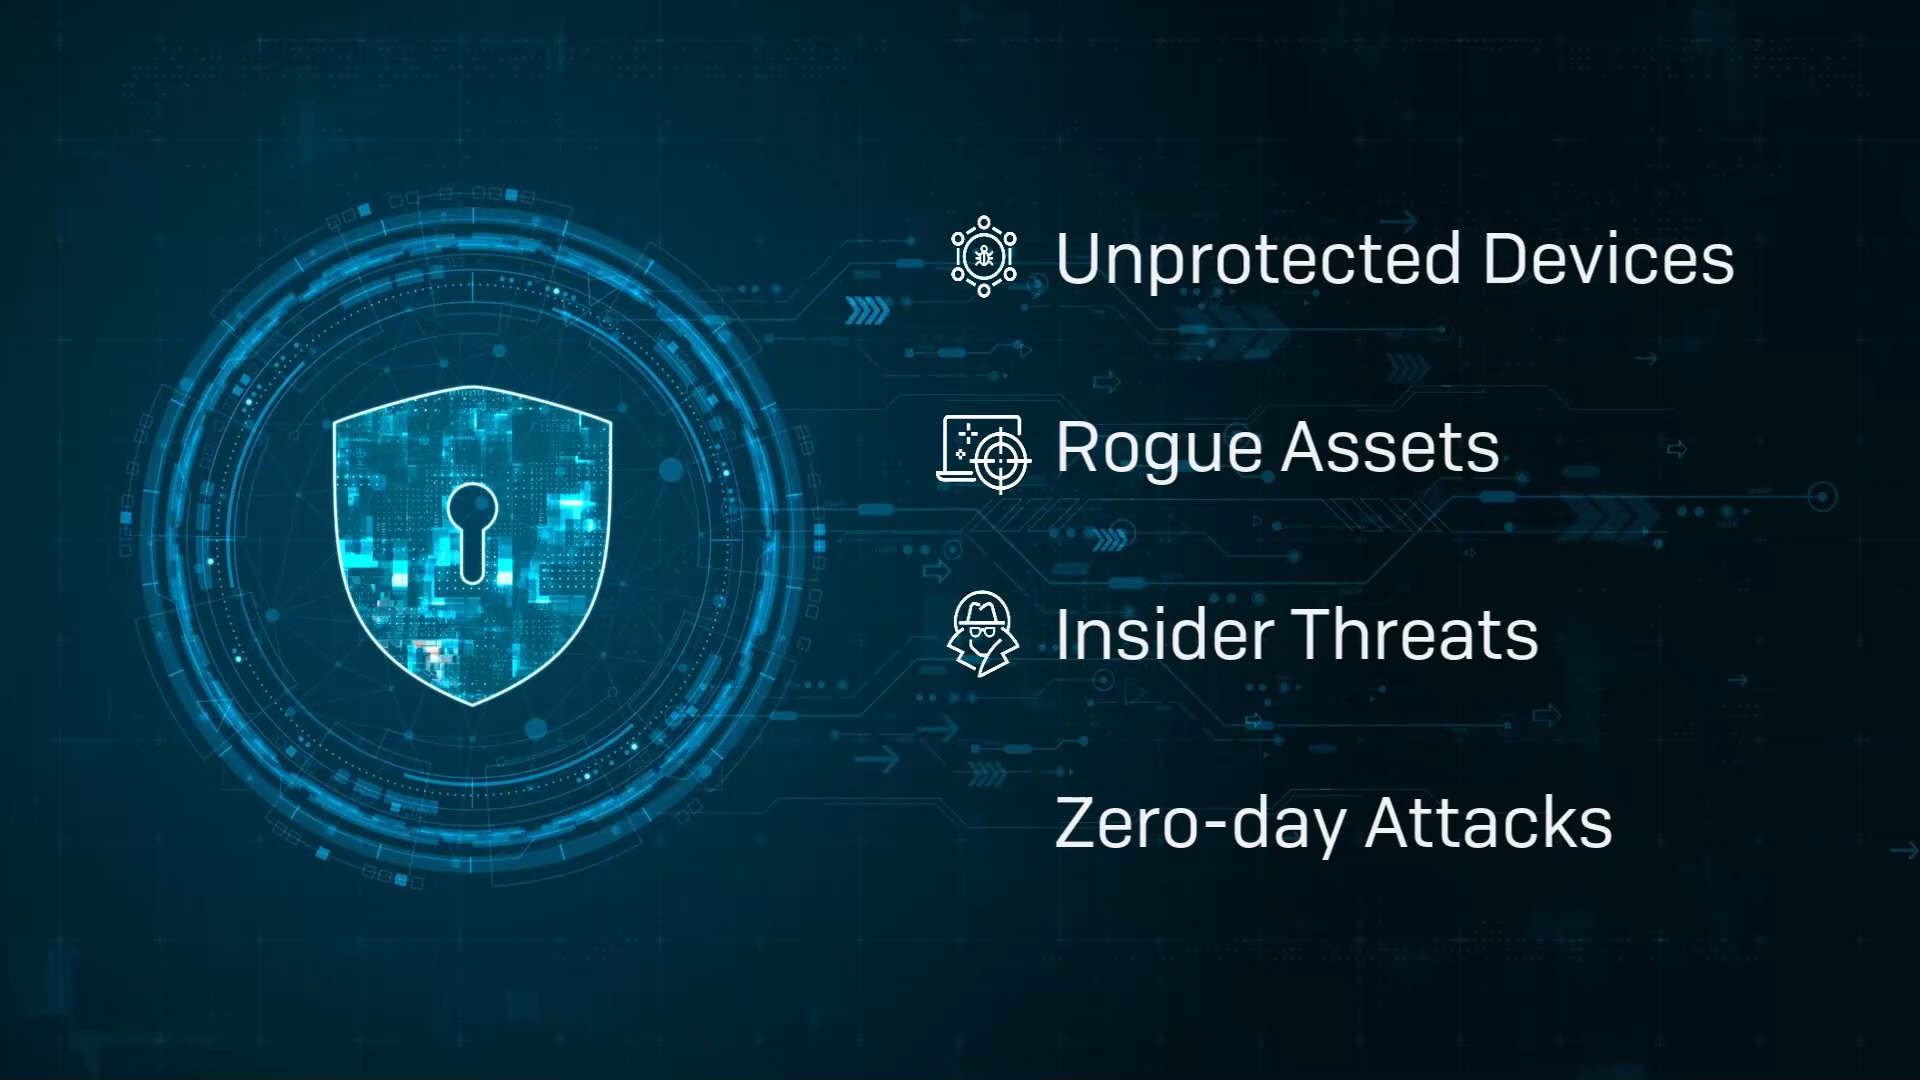 Unprotected Devices
Rogue Assets
Insider Threats
Zero-day Attacks